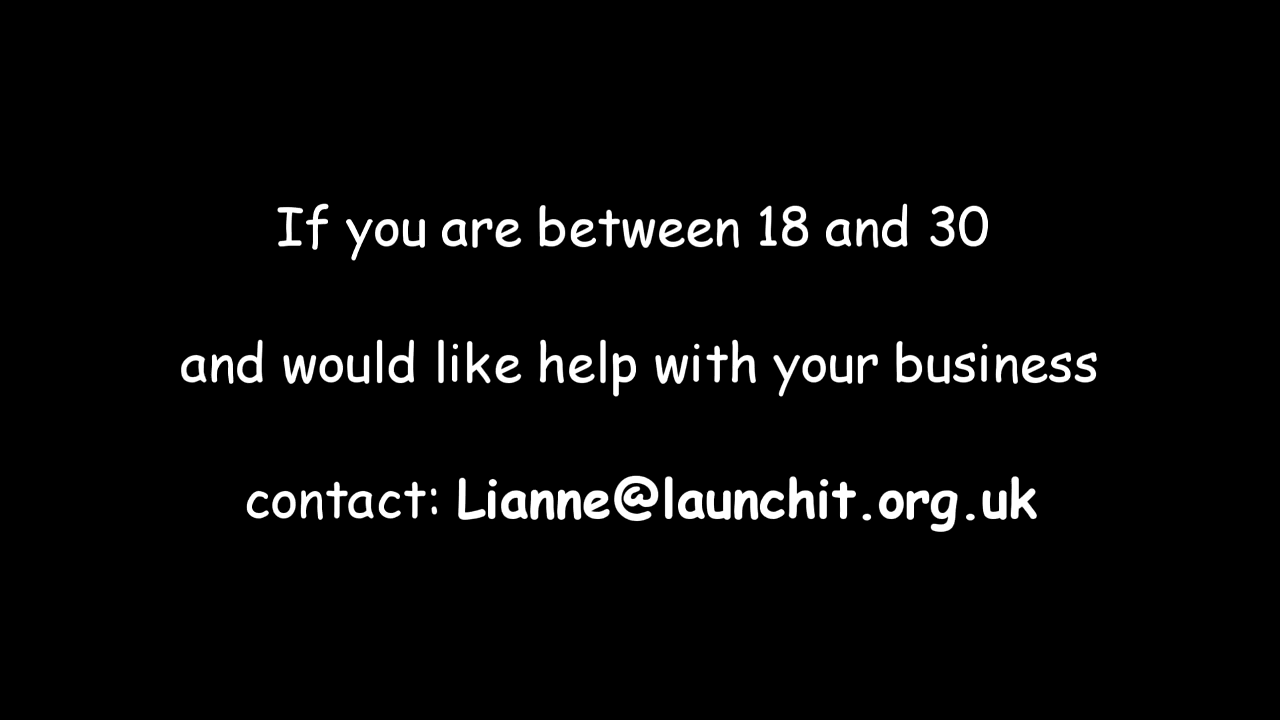 If you are between 18 and 30
and would like help with your business
contact: Lianne@launchit.org.uk